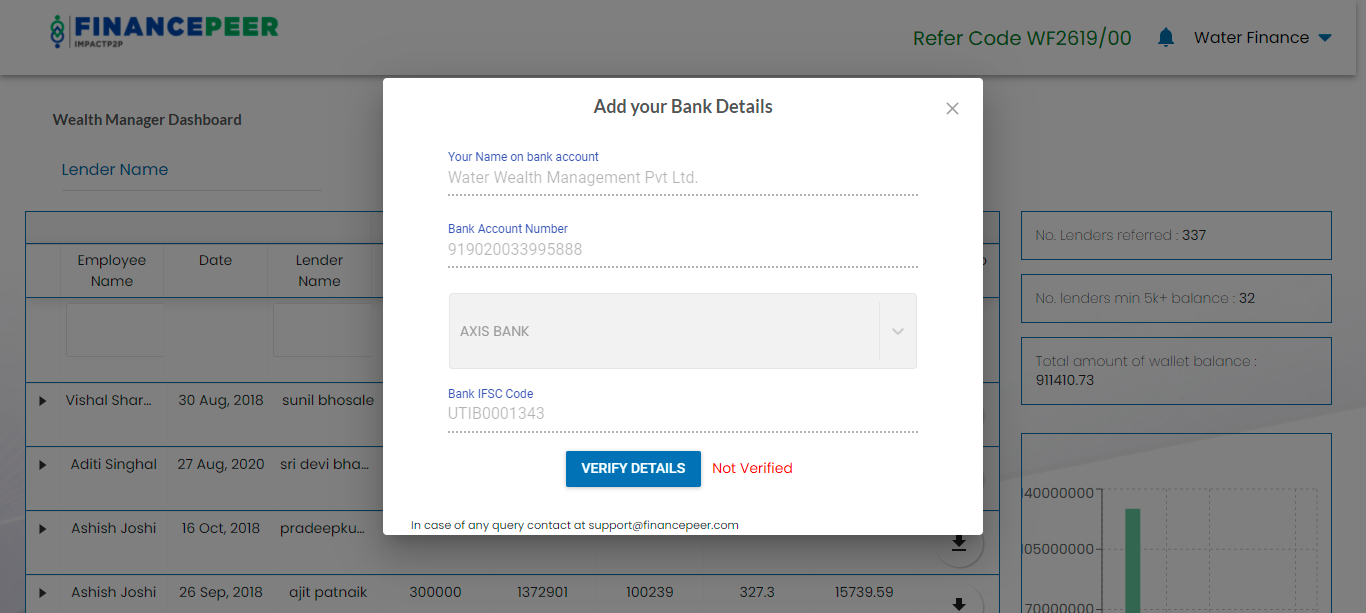 FINANCEPEER
IMPACTP2P
Refer Code WF2619/00
Water Finance
Wealth Manager Dashboard
Lender Name
Add your Bank Details
Your Name on bank account
Water Wealth Management Pvt Ltd.
Bank Account Number
919020033995888
AXIS BANK
Bank IFSC Code
UTIB0001343
VERIFY DETAILS Not Verified
In case of any query contact at support@financepeer.com
Employee Name Date Lender Name
Vishal Shar... 30 Aug, 2018 sunil bhosale
Aditi Singhal 27 Aug, 2020 sri devi bha...
Ashish Joshi 16 Oct, 2018 pradeepku...
Ashish Joshi 26 Sep, 2018 ajit patnaik 300000 1372901 100239 327.3 15739.59
No. Lenders referred : 337
No. lenders min 5k+ balance : 32
Total amount of wallet balance :
911410.73
140000000
105000000
70000000